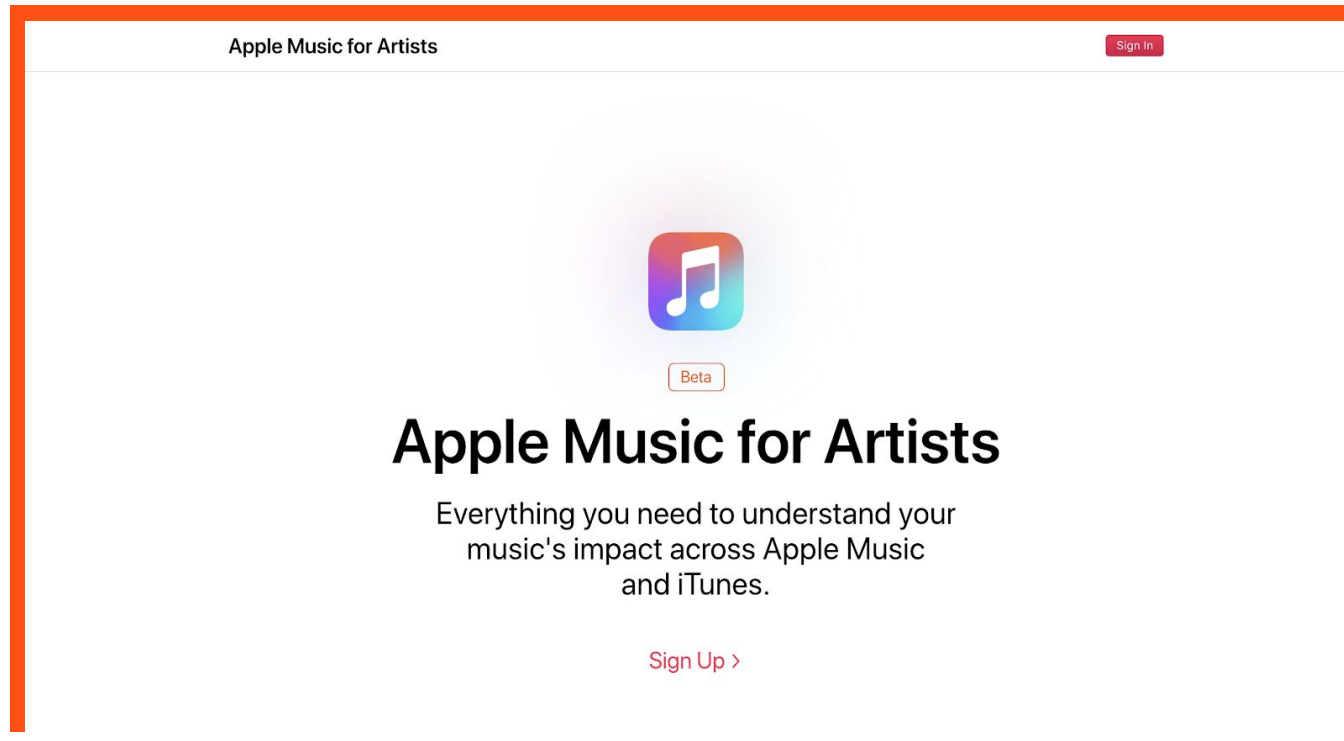 Apple Music for Artists
Sign In
Beta
Apple Music for Artists
Everything you need to understand your
music's impact across Apple Music
and iTunes.
Sign Up >